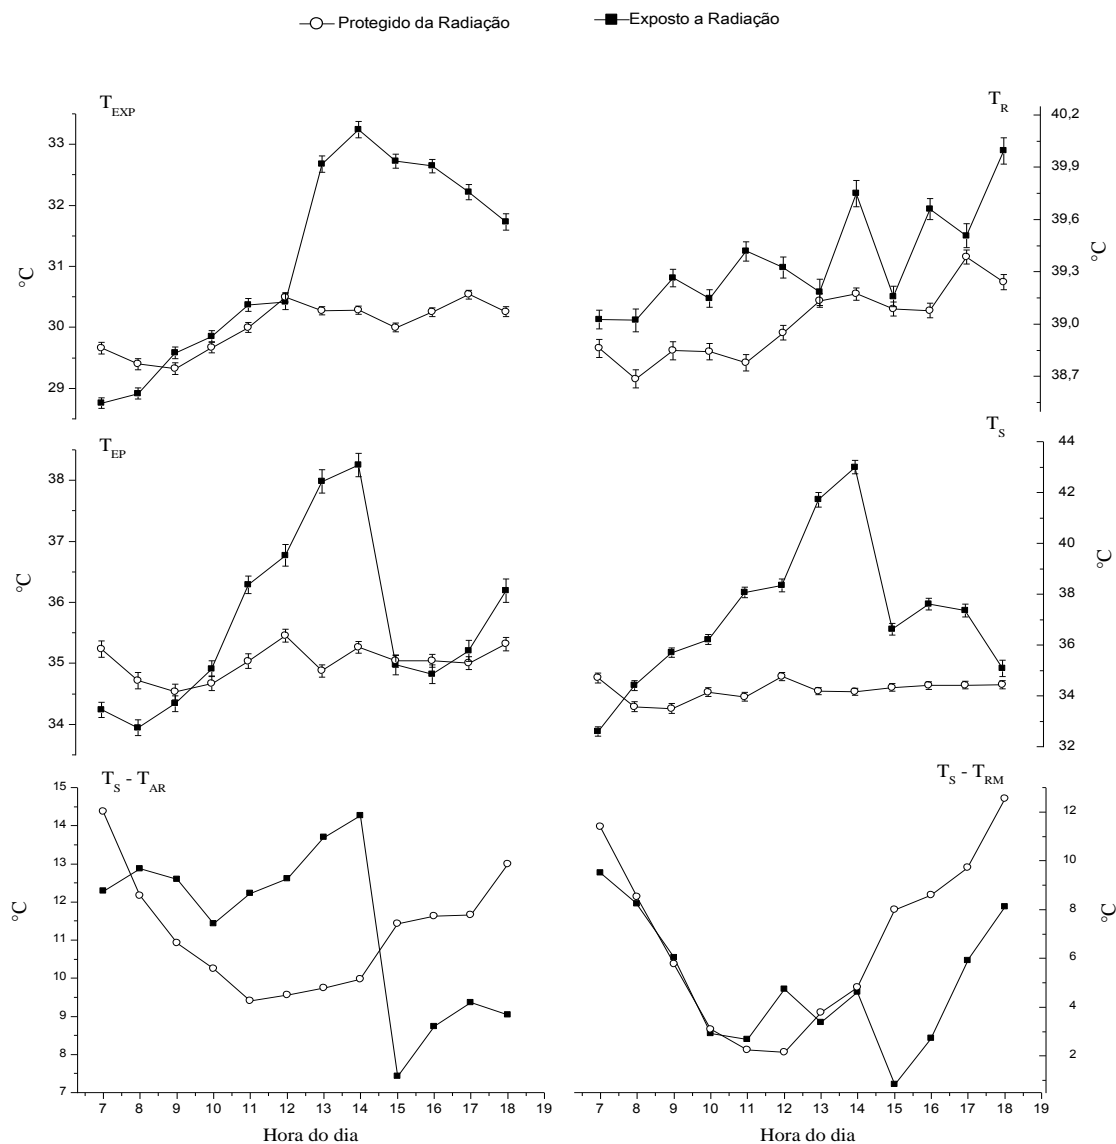 Protegido da Radiação Exposto a Radiação
T_EXP
33
32
31
30
29
°C
T_R
40,2
39,9
39,6
39,3
39,0
38,7
°C
T_EP
38
37
36
35
34
°C
T_S
44
42
40
38
36
34
32
°C
T_S - T_AR
15
14
13
12
11
10
9
8
7
°C
7 8 9 10 11 12 13 14 15 16 17 18 19
Hora do dia
T_S - T_RM
12
10
8
6
4
2
°C
7 8 9 10 11 12 13 14 15 16 17 18 19
Hora do dia